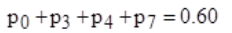 p₀ + p₃ + p₄ + p₇ = 0.60